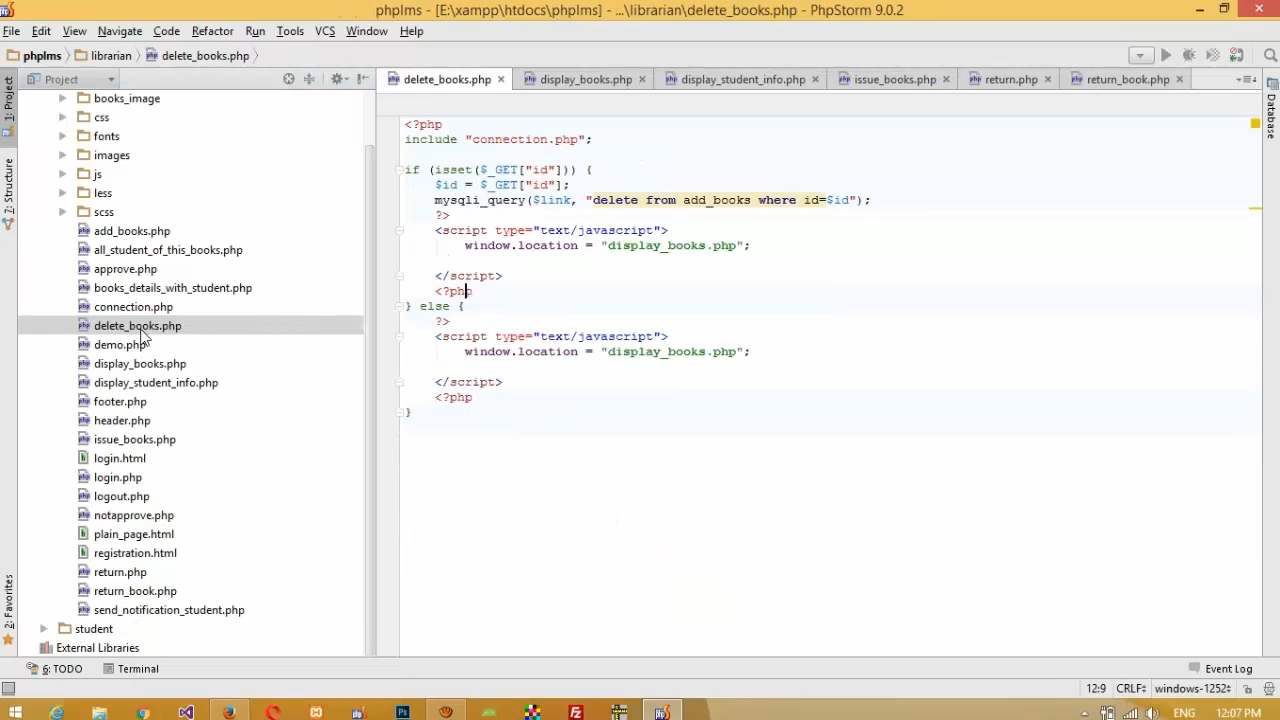 phplms - [E:\xampp\htdocs\phplms] - ...\librarian\delete_books.php - PhpStorm 9.0.2
File Edit View Navigate Code Refactor Run Tools VCS Window Help
phplms librarian delete_books.php
1: Project
7: Structure
2: Favorites
Project
books_image
css
fonts
images
js
less
scss
add_books.php
all_student_of_this_books.php
approve.php
books_details_with_student.php
connection.php
delete_books.php
demo.php
display_books.php
display_student_info.php
footer.php
header.php
issue_books.php
login.html
login.php
logout.php
notapprove.php
plain_page.html
registration.html
return.php
return_book.php
send_notification_student.php
student
External Libraries
delete_books.php display_books.php display_student_info.php issue_books.php return.php return_book.php
<?php
include "connection.php";
if (isset($_GET["id"])) {
$id = $_GET["id"];
mysqli_query($link, "delete from add_books where id=$id");
?>
<script type="text/javascript">
window.location = "display_books.php";
</script>
<?php
} else {
?>
<script type="text/javascript">
window.location = "display_books.php";
</script>
<?php
}
Database
6: TODO Terminal Event Log
12:9 CRLF windows-1252
ENG 12:07 PM